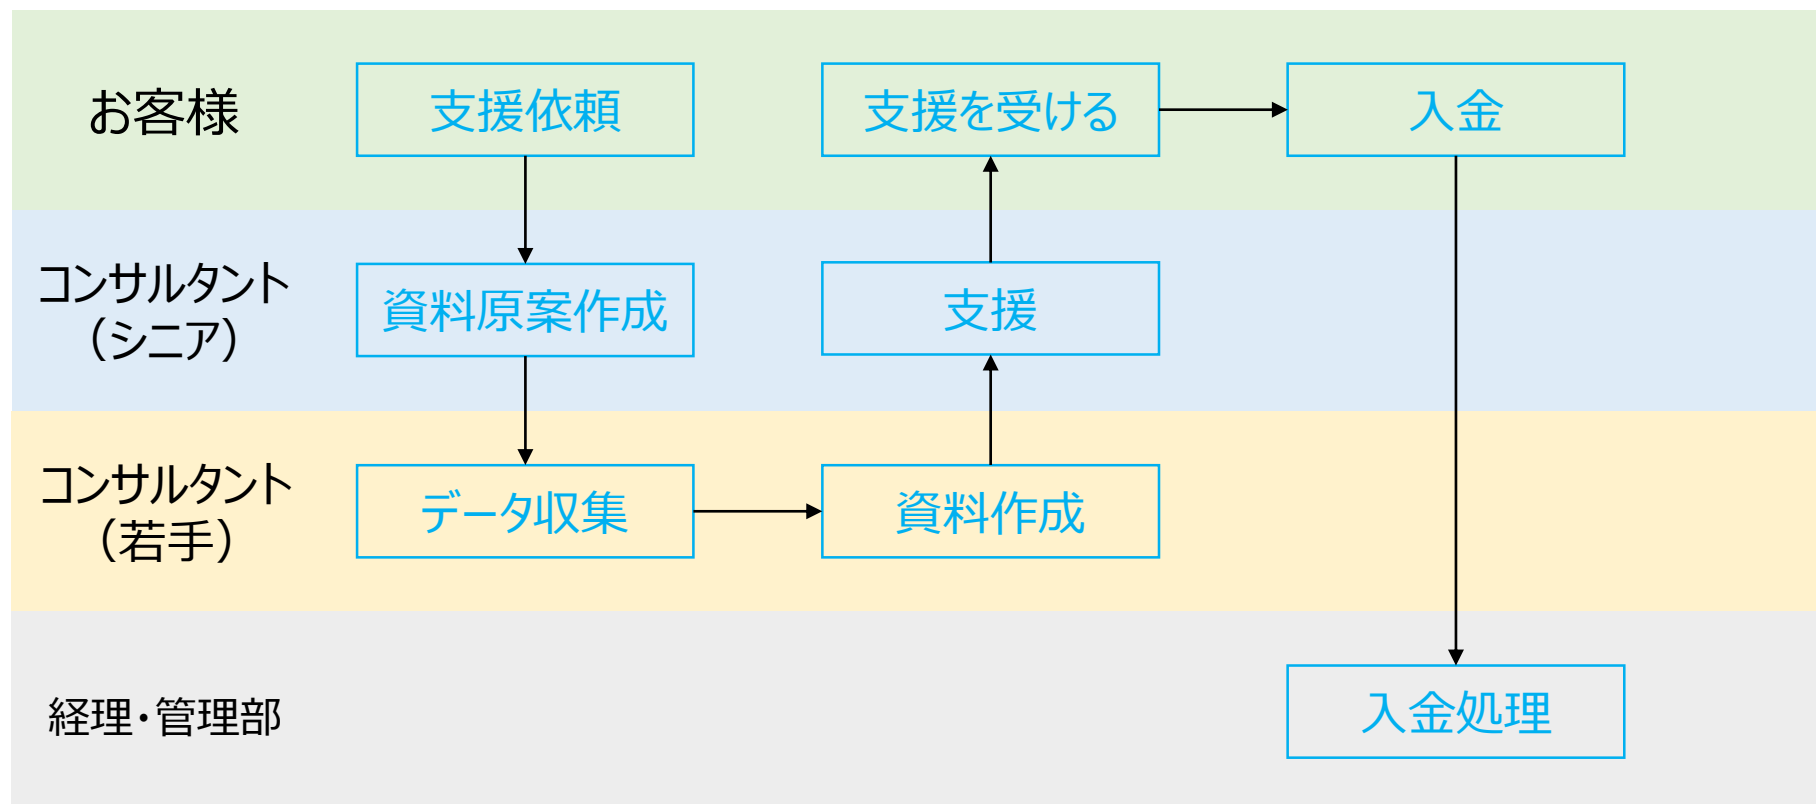 お客様
支援依頼
支援を受ける
入金
コンサルタント
（シニア）
資料原案作成
支援
コンサルタント
（若手）
データ収集
資料作成
経理・管理部
入金処理